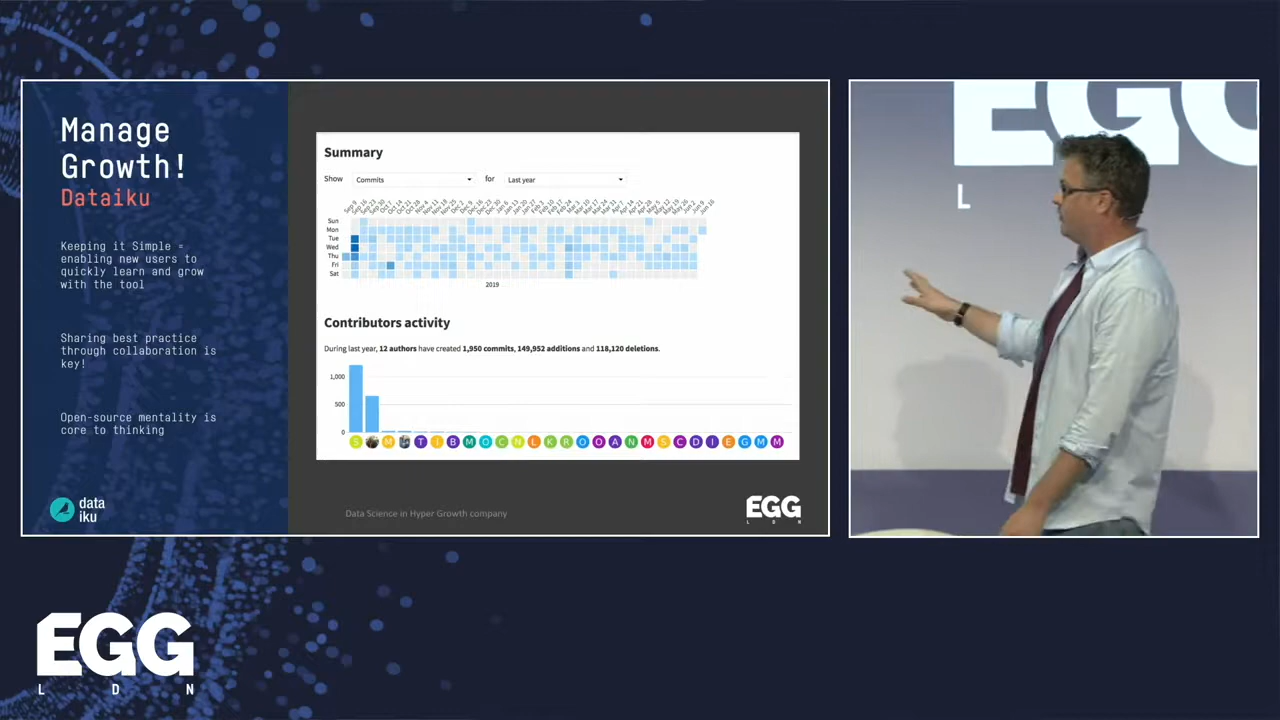 Manage
Growth!
Dataiku
Keeping it Simple =
enabling new users to
quickly learn and grow
with the tool
Sharing best practice
through collaboration is
key!
Open-source mentality is
core to thinking
data
iku
Summary
Show Commits for Last year
Sun
Mon
Tue
Wed
Thu
Fri
Sat
2019
Contributors activity
During last year, 12 authors have created 1,950 commits, 149,952 additions and 118,120 deletions.
1,000
500
0
S M T I B M O C N L K R O O A N M S C D I E G M M
Data Science in Hyper Growth company
EGG
L D N
EGG
L
EGG
L D N